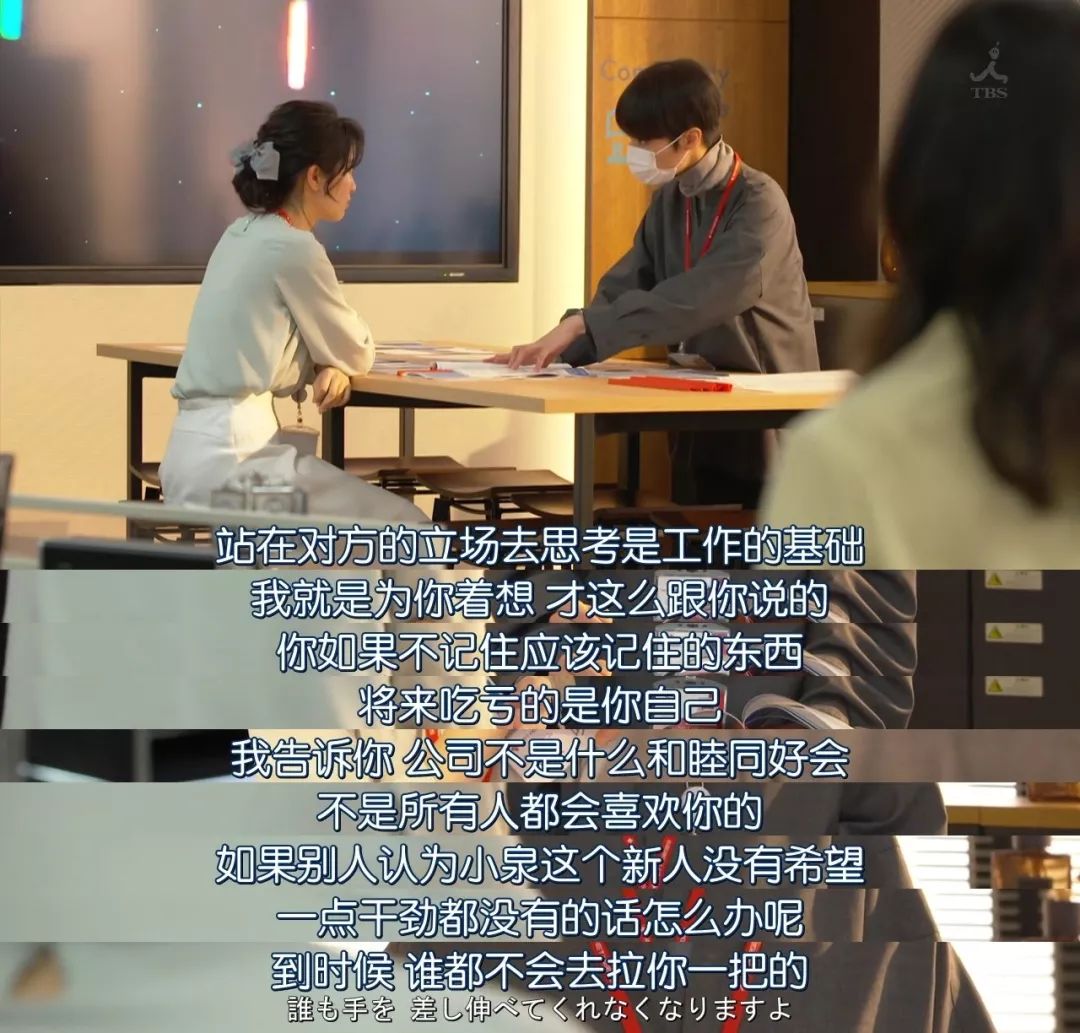 TBS
站在对方的立场去思考是工作的基础
我就是为你着想 才这么跟你说的
你如果不记住应该记住的东西
将来吃亏的是你自己
我告诉你 公司不是什么和睦同好会
不是所有人都会喜欢你的
如果别人认为小泉这个新人没有希望
一点干劲都没有的话怎么办呢
到时候 谁都不会去拉你一把的
誰も手を 差し伸べてくれなくなりますよ